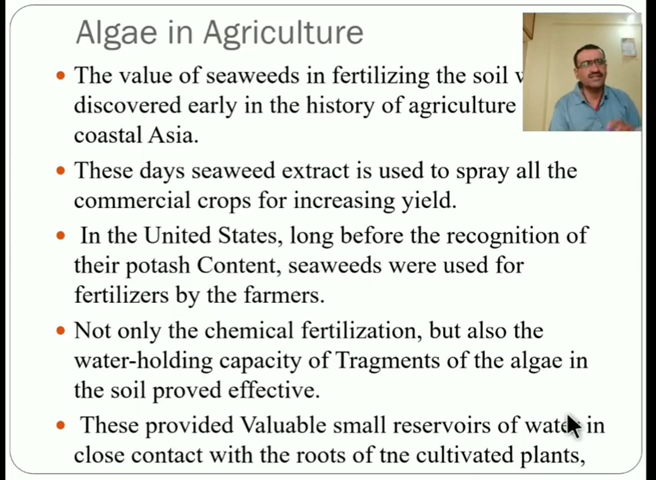 Algae in Agriculture
The value of seaweeds in fertilizing the soil
discovered early in the history of agriculture
coastal Asia.
These days seaweed extract is used to spray all the
commercial crops for increasing yield.
In the United States, long before the recognition of
their potash Content, seaweeds were used for
fertilizers by the farmers.
Not only the chemical fertilization, but also the
water-holding capacity of Tragments of the algae in
the soil proved effective.
These provided Valuable small reservoirs of water in
close contact with the roots of tne cultivated plants,